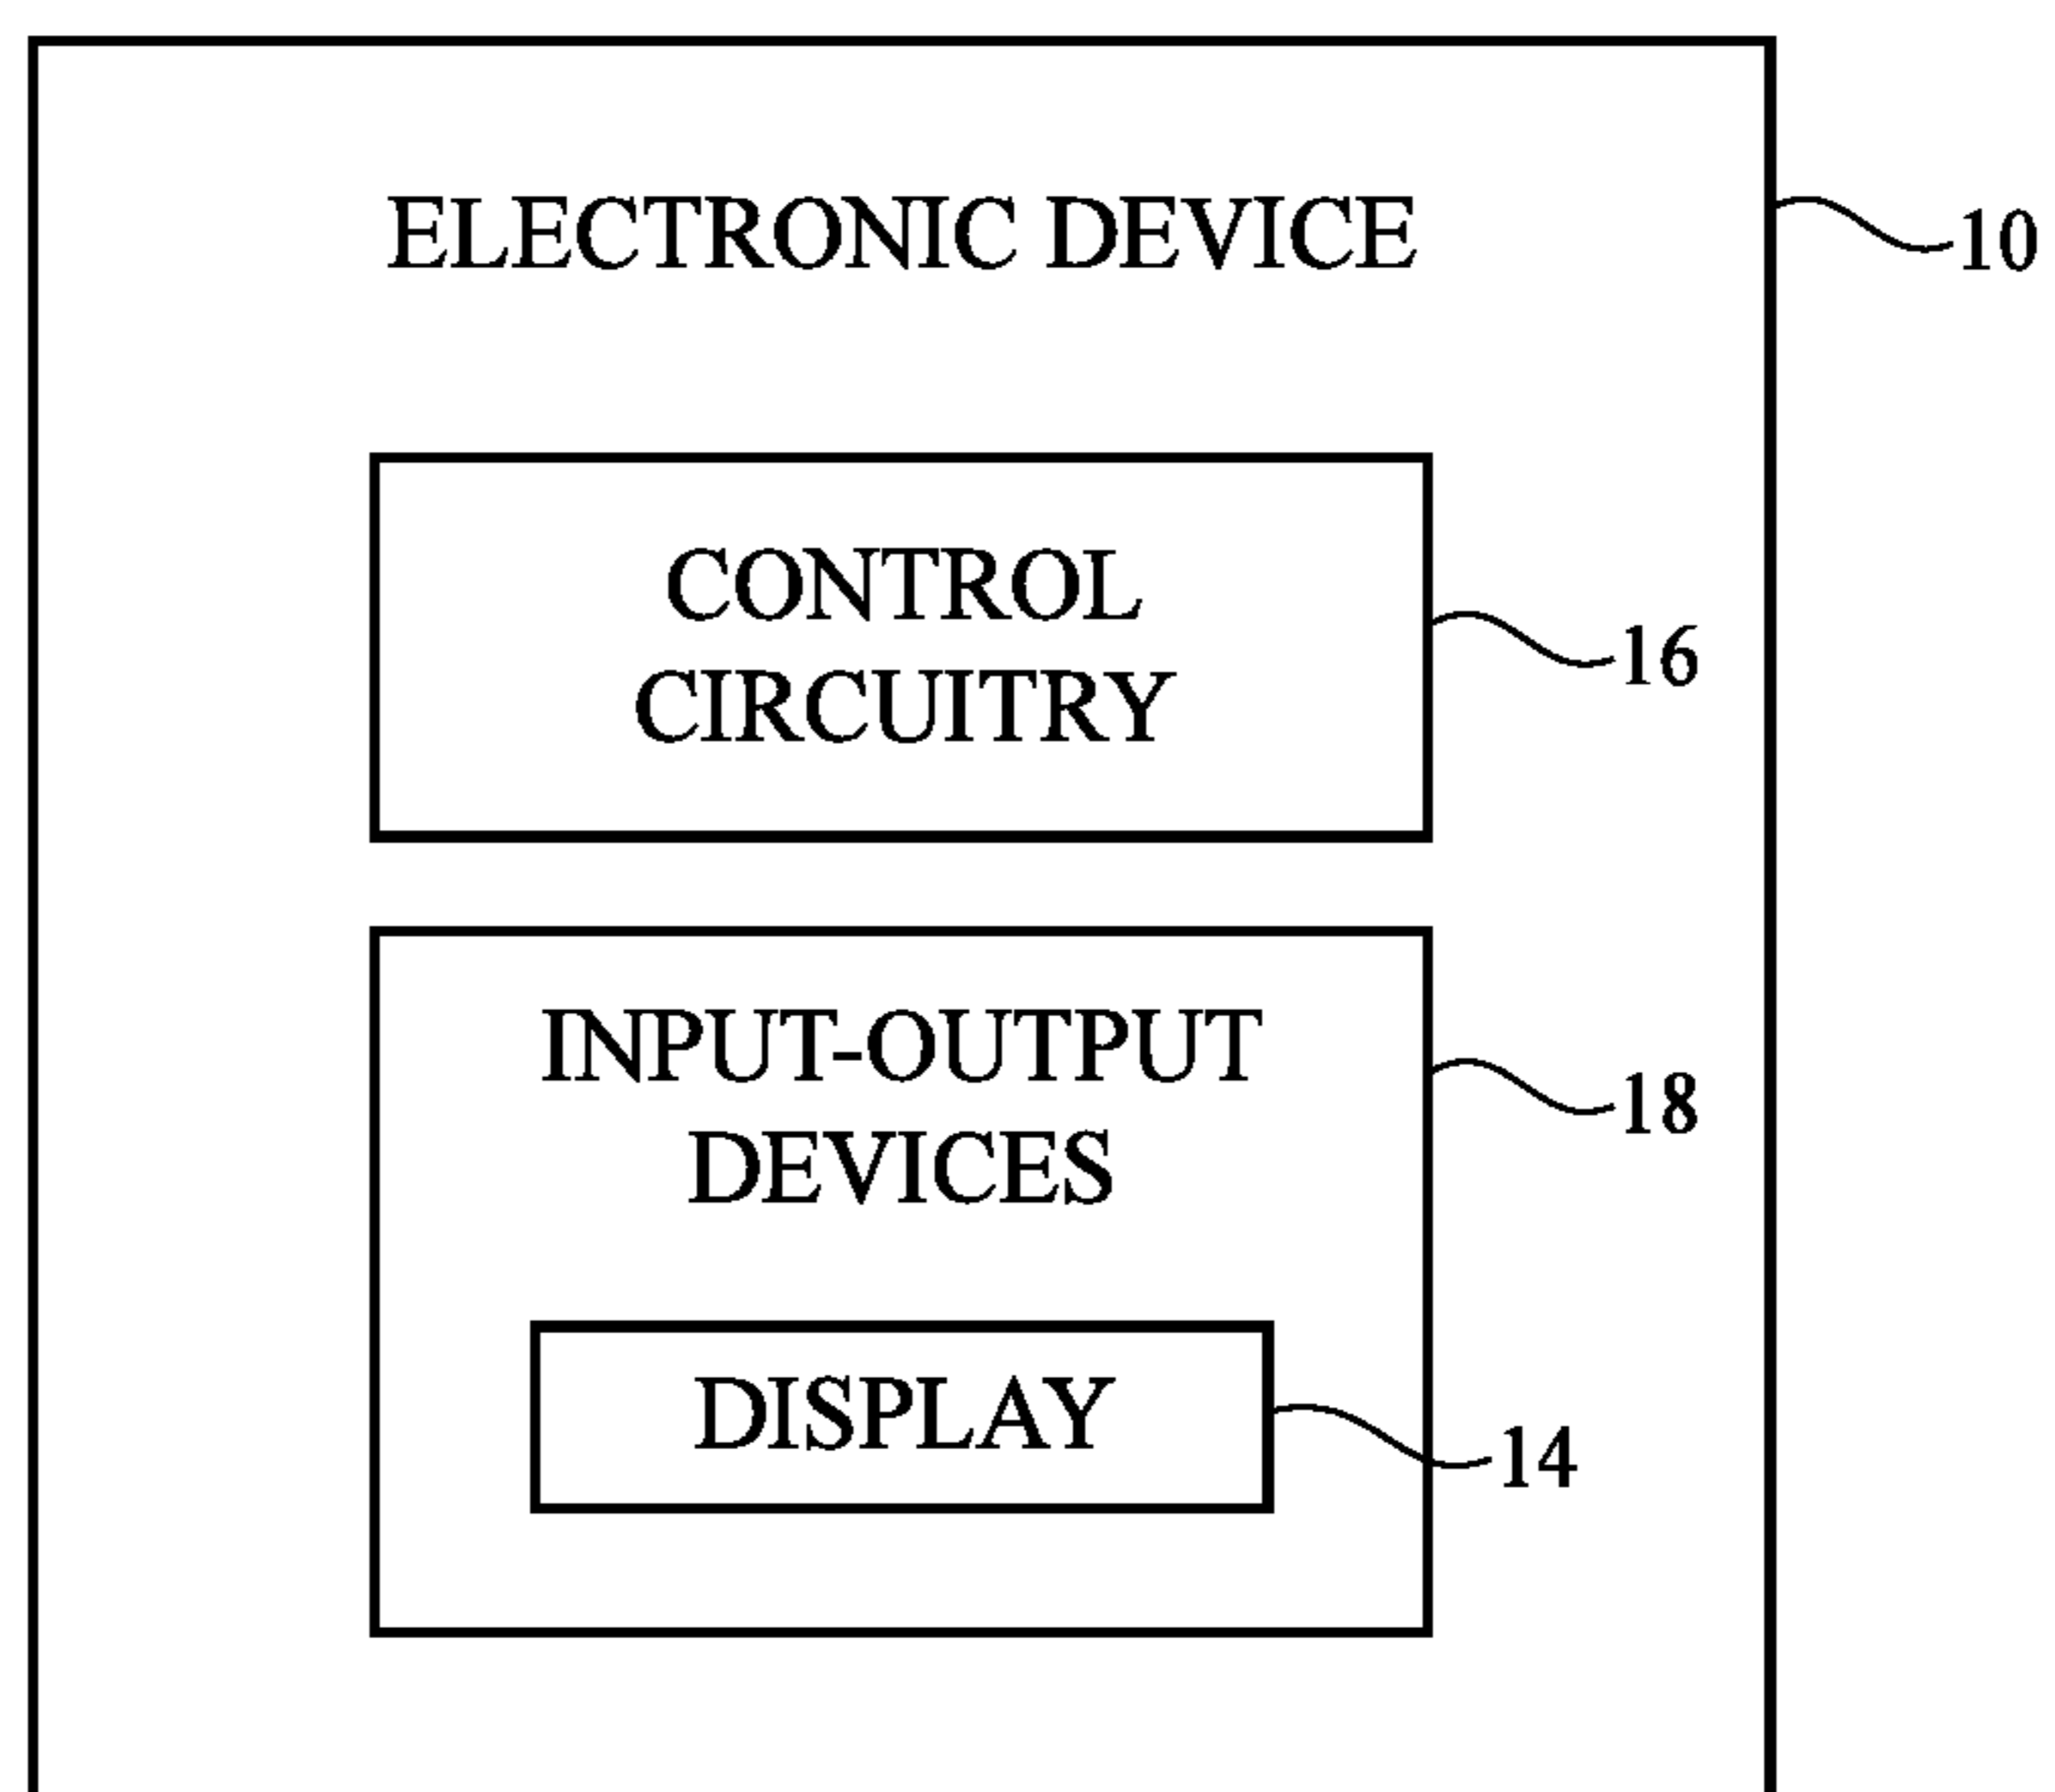 ELECTRONIC DEVICE
10
CONTROL
CIRCUITRY
16
INPUT-OUTPUT
DEVICES
18
DISPLAY
14